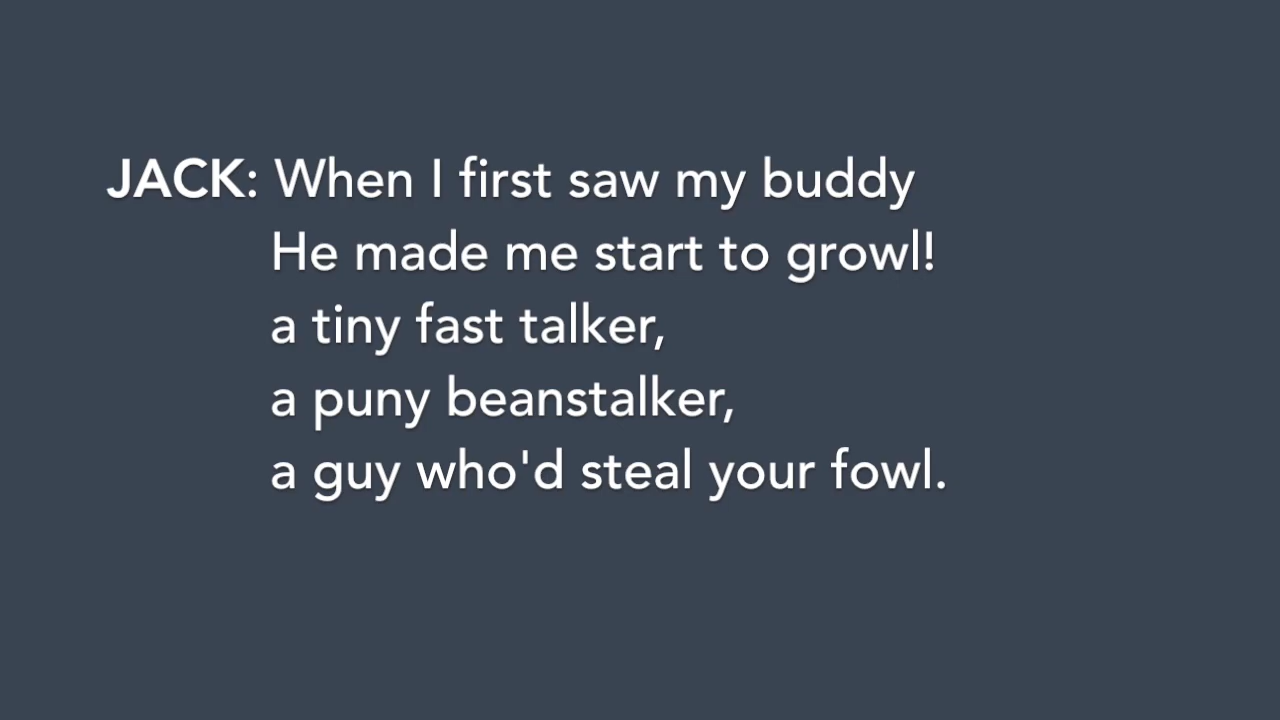 JACK: When I first saw my buddy
He made me start to growl!
a tiny fast talker,
a puny beanstalker,
a guy who'd steal your fowl.